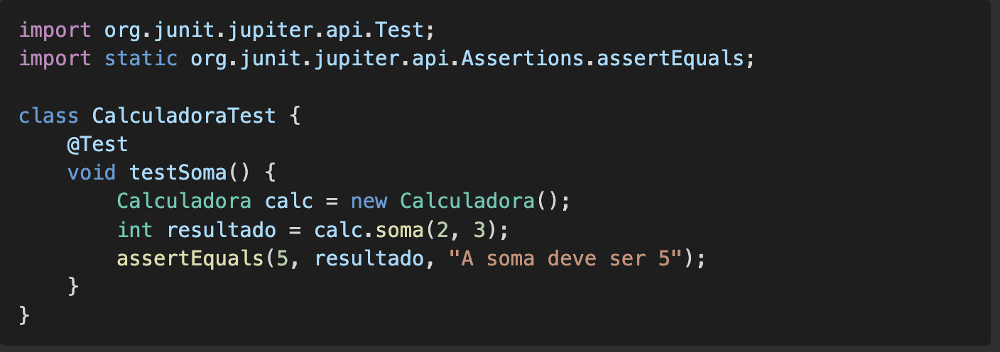 import org.junit.jupiter.api.Test;
import static org.junit.jupiter.api.Assertions.assertEquals;

class CalculadoraTest {
    @Test
    void testSoma() {
        Calculadora calc = new Calculadora();
        int resultado = calc.soma(2, 3);
        assertEquals(5, resultado, "A soma deve ser 5");
    }
}